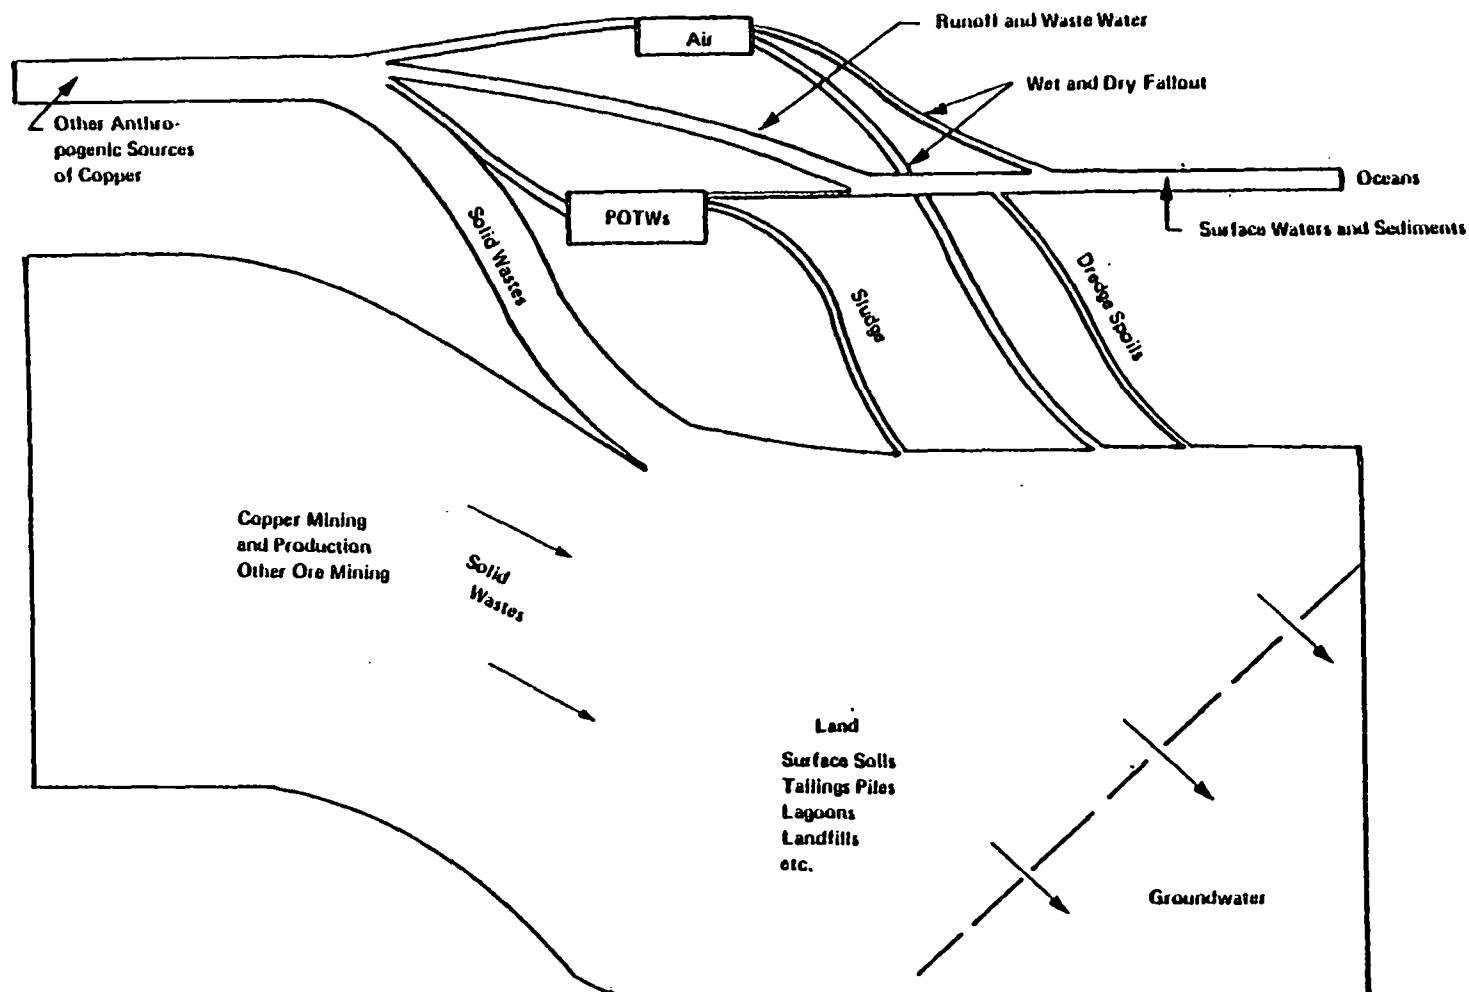 Air
Runoff and Waste Water
Wet and Dry Fallout
Other Anthro-
pogenic Sources
of Copper
Oceans
POTWs
Surface Waters and Sediments
Solid Wastes
Sludge
Dredge Spoils
Copper Mining
and Production
Other Ore Mining
Solid
Wastes
Land
Surface Soils
Tailings Piles
Lagoons
Landfills
etc.
Groundwater